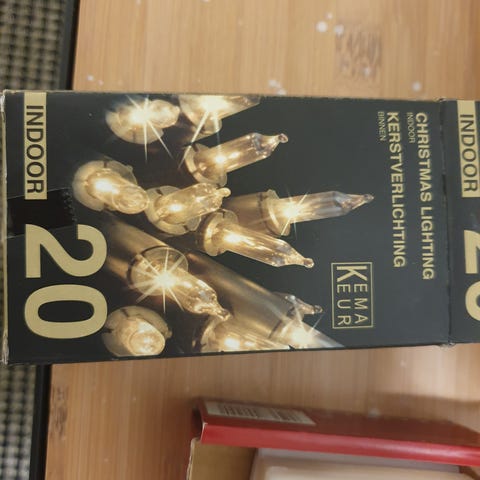 CHRISTMAS LIGHTING
INDOOR
KERSTVERLICHTING
BINNEN
KEMA
KEUR
INDOOR
20
INDOOR